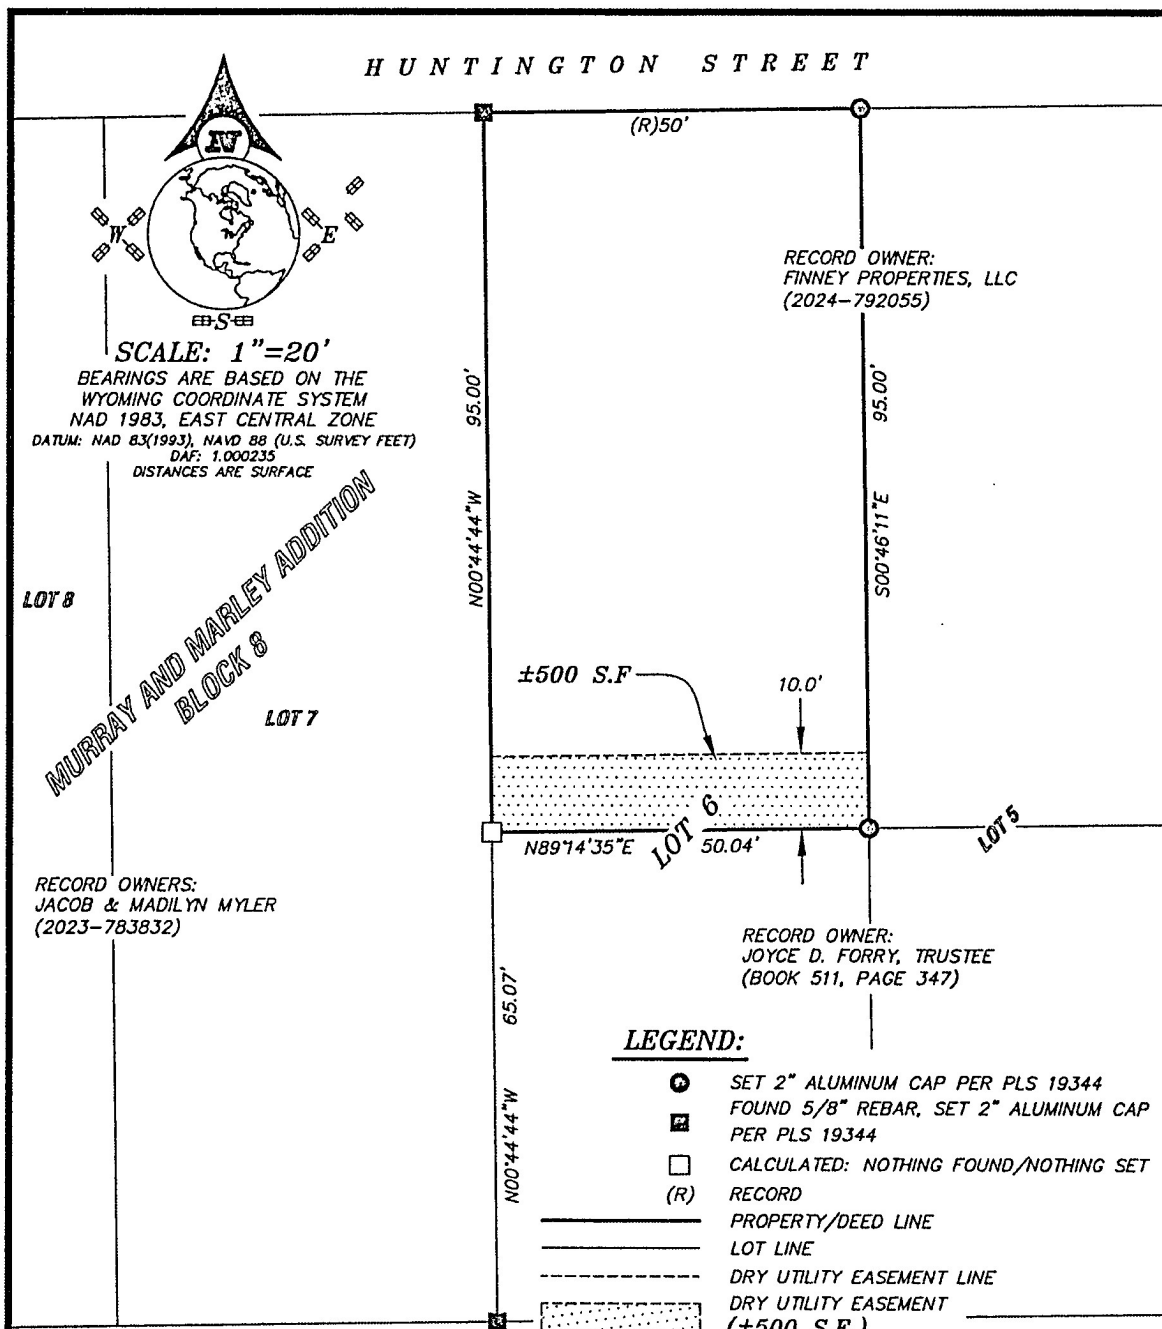 HUNTINGTON STREET
(R)50'
AW
W
E
S
SCALE: 1"=20'
BEARINGS ARE BASED ON THE
WYOMING COORDINATE SYSTEM
NAD 1983, EAST CENTRAL ZONE
DATUM: NAD 83(1993), NAVD 88 (U.S. SURVEY FEET)
DAF: 1.000235
DISTANCES ARE SURFACE
RECORD OWNER:
FINNEY PROPERTIES, LLC
(2024-792055)
95.00'
N00°44'44"W
95.00'
S00°46'11"E
MURRAY AND MARLEY ADDITION
BLOCK 8
LOT 8
LOT 7
±500 S.F
10.0'
LOT 6
N89°14'35"E 50.04'
LOT 5
RECORD OWNERS:
JACOB & MADILYN MYLER
(2023-783832)
RECORD OWNER:
JOYCE D. FORRY, TRUSTEE
(BOOK 511, PAGE 347)
65.07'
N00°44'44"W
LEGEND:
SET 2" ALUMINUM CAP PER PLS 19344
FOUND 5/8" REBAR, SET 2" ALUMINUM CAP
PER PLS 19344
CALCULATED: NOTHING FOUND/NOTHING SET
(R) RECORD
PROPERTY/DEED LINE
LOT LINE
DRY UTILITY EASEMENT LINE
DRY UTILITY EASEMENT
(±500 S.F.)